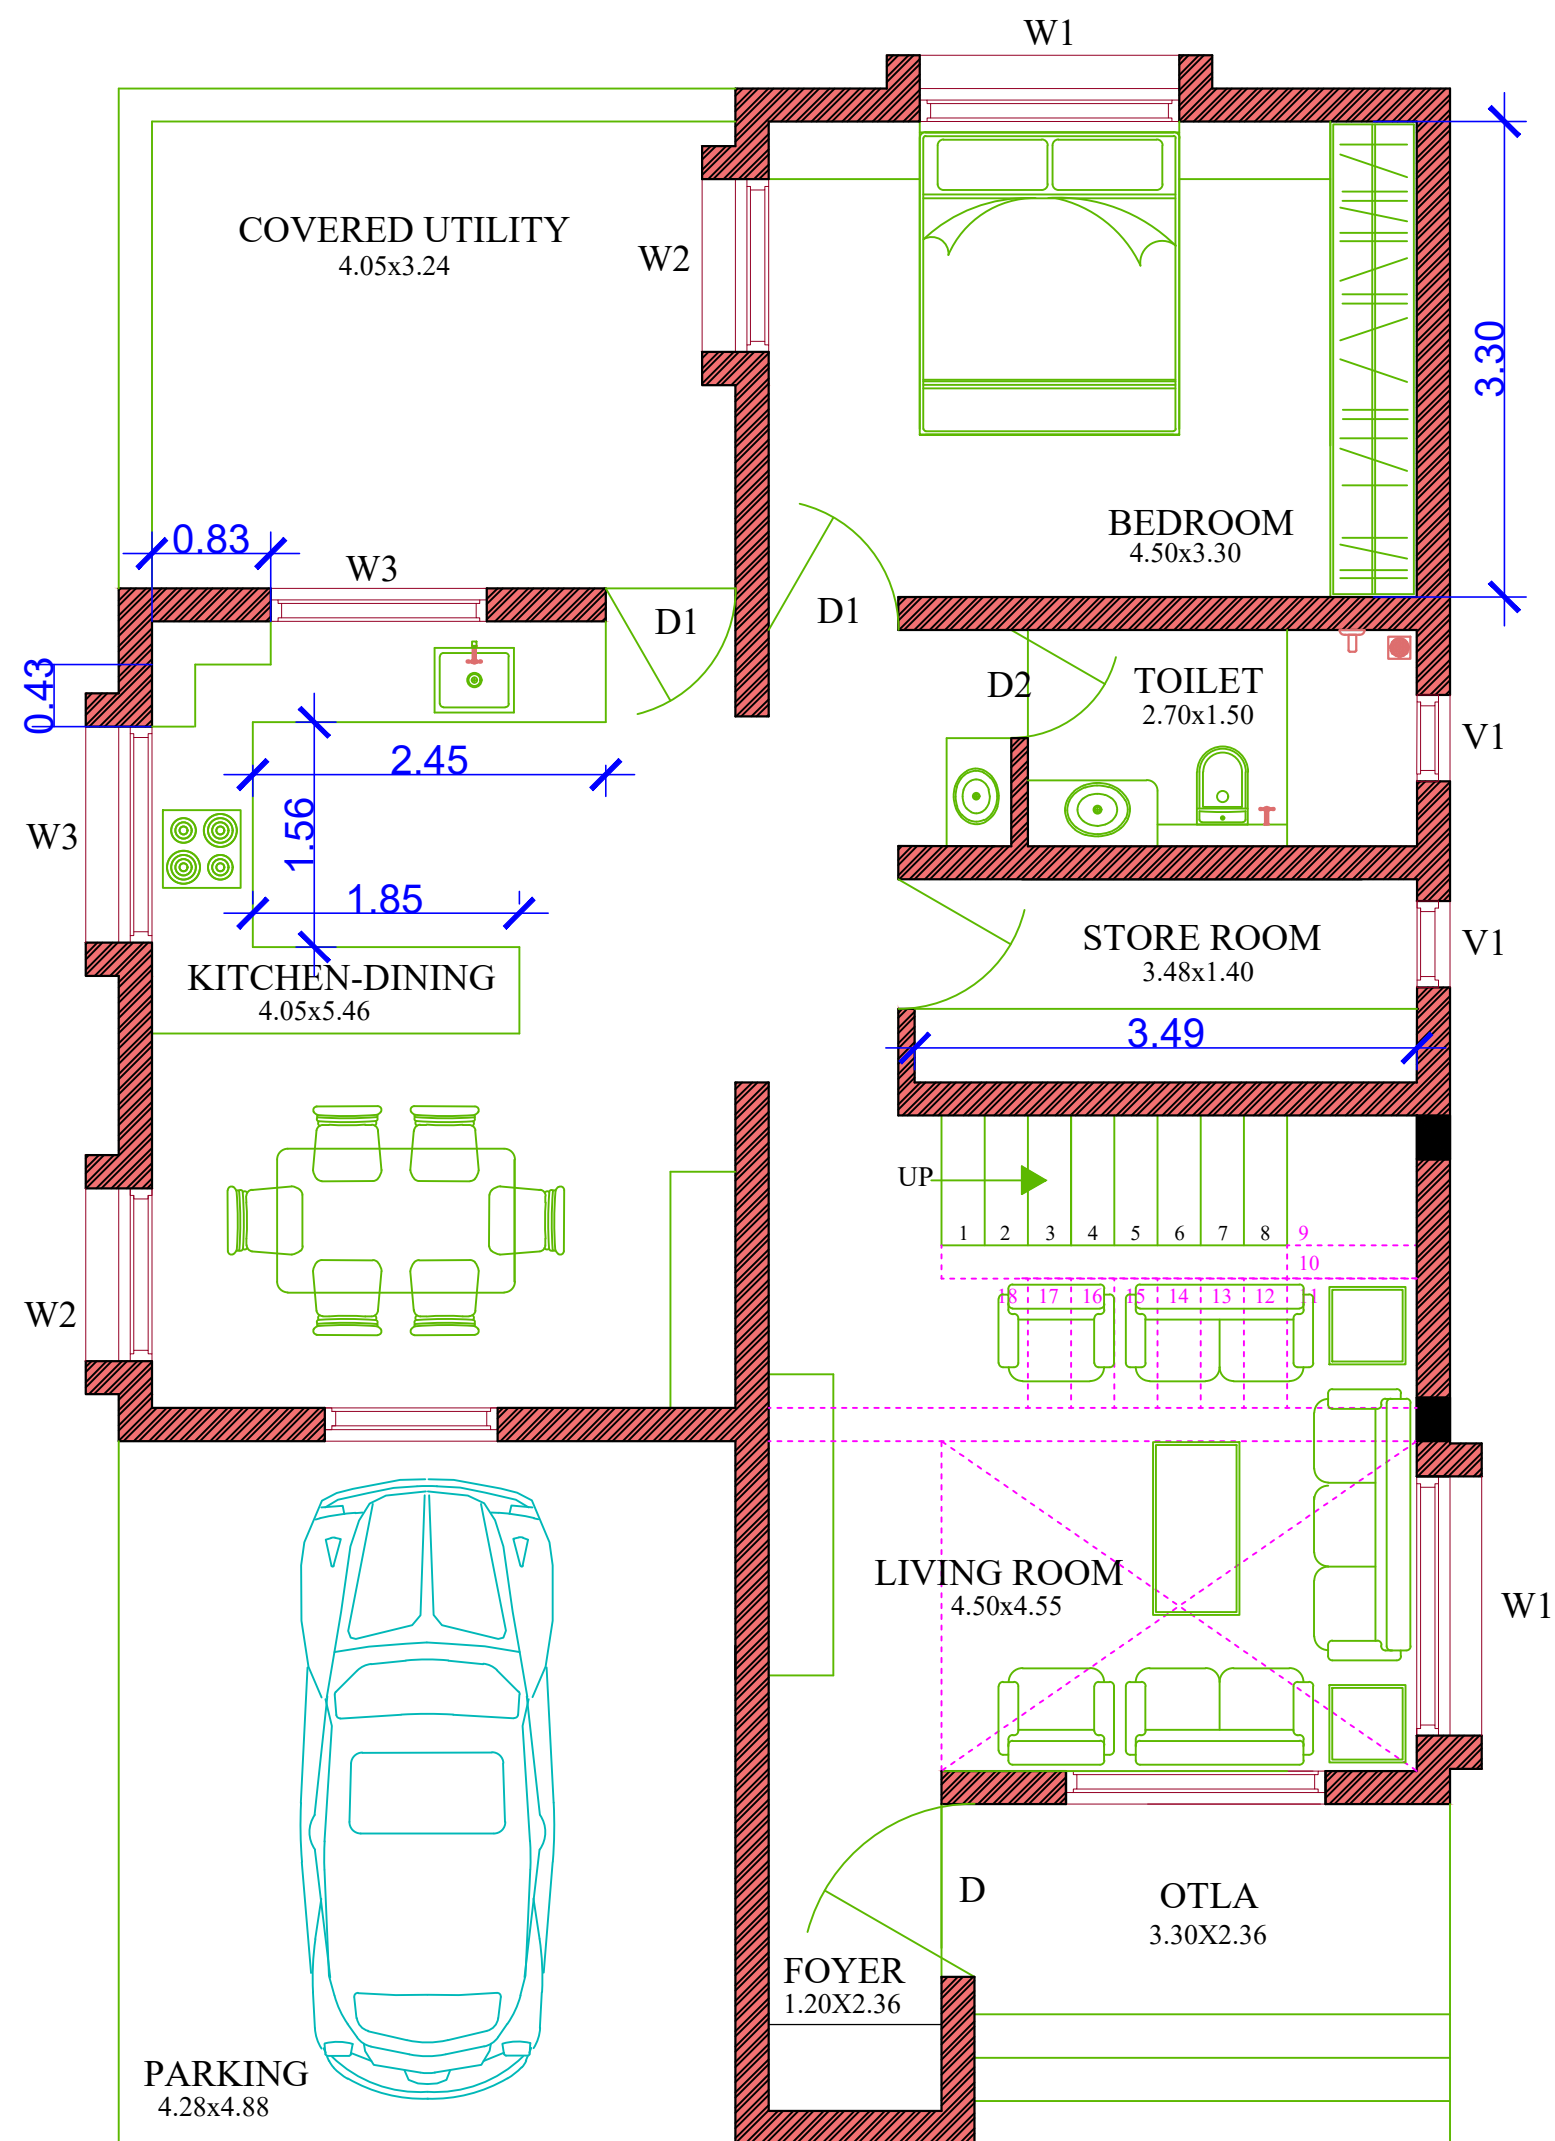 W1
COVERED UTILITY
4.05x3.24
W2
3.30
BEDROOM
4.50x3.30
0.83
W3
D1
D1
0.43
D2
TOILET
2.70x1.50
V1
2.45
W3
1.56
1.85
STORE ROOM
3.48x1.40
V1
KITCHEN-DINING
4.05x5.46
3.49
UP
1 2 3 4 5 6 7 8 9
10
18 17 16 15 14 13 12 11
W2
LIVING ROOM
4.50x4.55
W1
D
OTLA
3.30X2.36
FOYER
1.20X2.36
PARKING
4.28x4.88